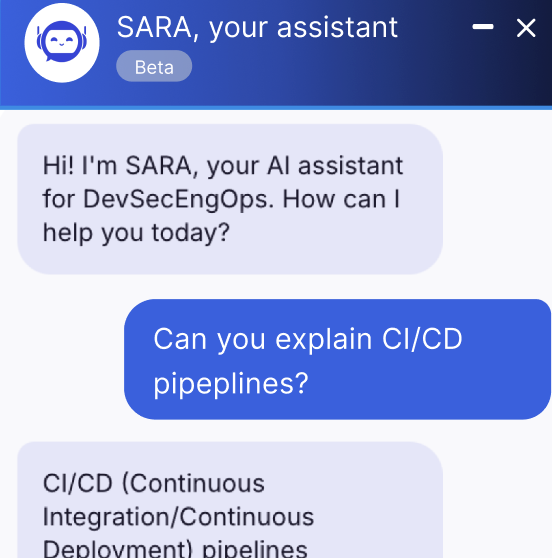 SARA, your assistant
Beta
Hi! I'm SARA, your AI assistant
for DevSecEngOps. How can I
help you today?
Can you explain CI/CD
pipeplines?
CI/CD (Continuous
Integration/Continuous
Deployment) pipelines